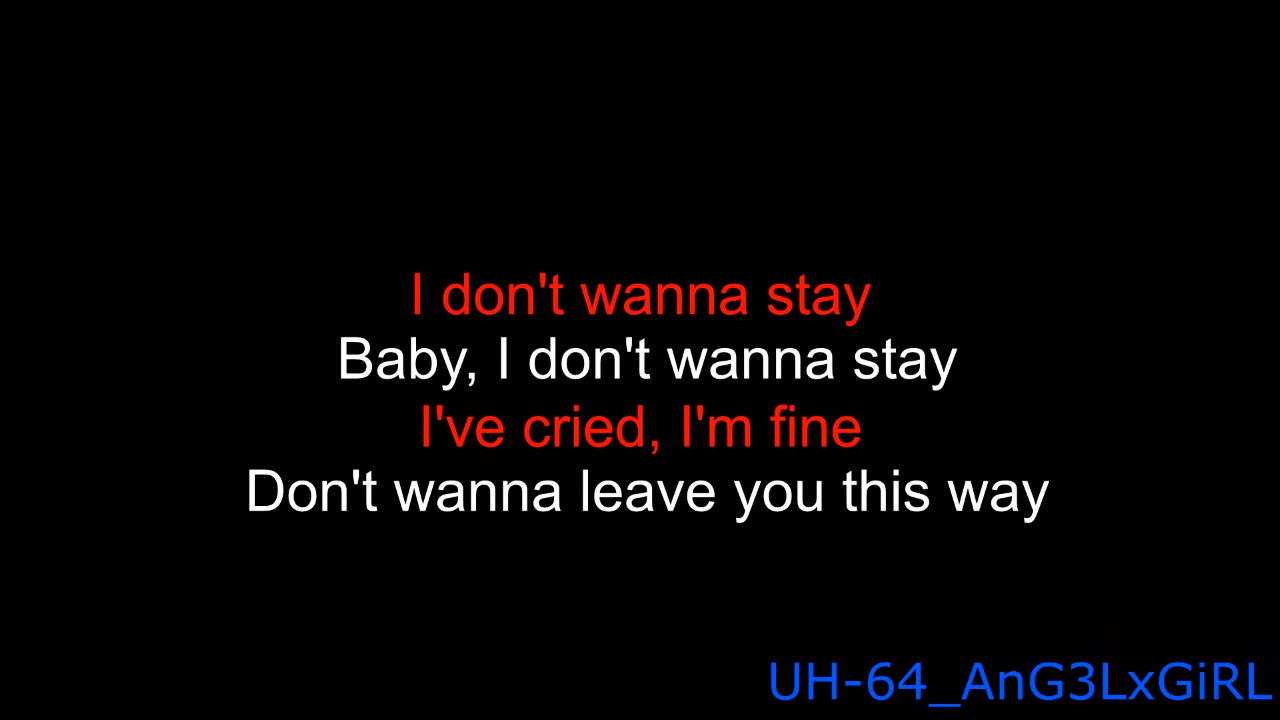 I don't wanna stay
Baby, I don't wanna stay
I've cried, I'm fine
Don't wanna leave you this way
UH-64_AnG3LxGiRL